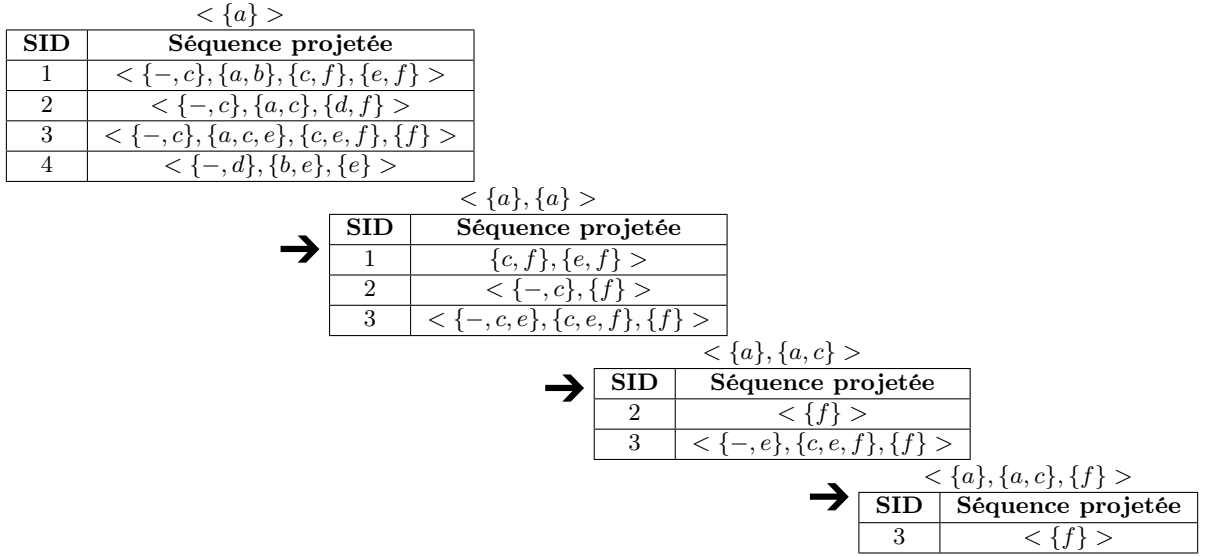 < {a} >
SID Séquence projetée
1 < {−, c}, {a, b}, {c, f}, {e, f} >
2 < {−, c}, {a, c}, {d, f} >
3 < {−, c}, {a, c, e}, {c, e, f}, {f} >
4 < {−, d}, {b, e}, {e} >
< {a}, {a} >
SID Séquence projetée
1 {c, f}, {e, f} >
2 < {−, c}, {f} >
3 < {−, c, e}, {c, e, f}, {f} >
< {a}, {a, c} >
SID Séquence projetée
2 < {f} >
3 < {−, e}, {c, e, f}, {f} >
< {a}, {a, c}, {f} >
SID Séquence projetée
3 < {f} >